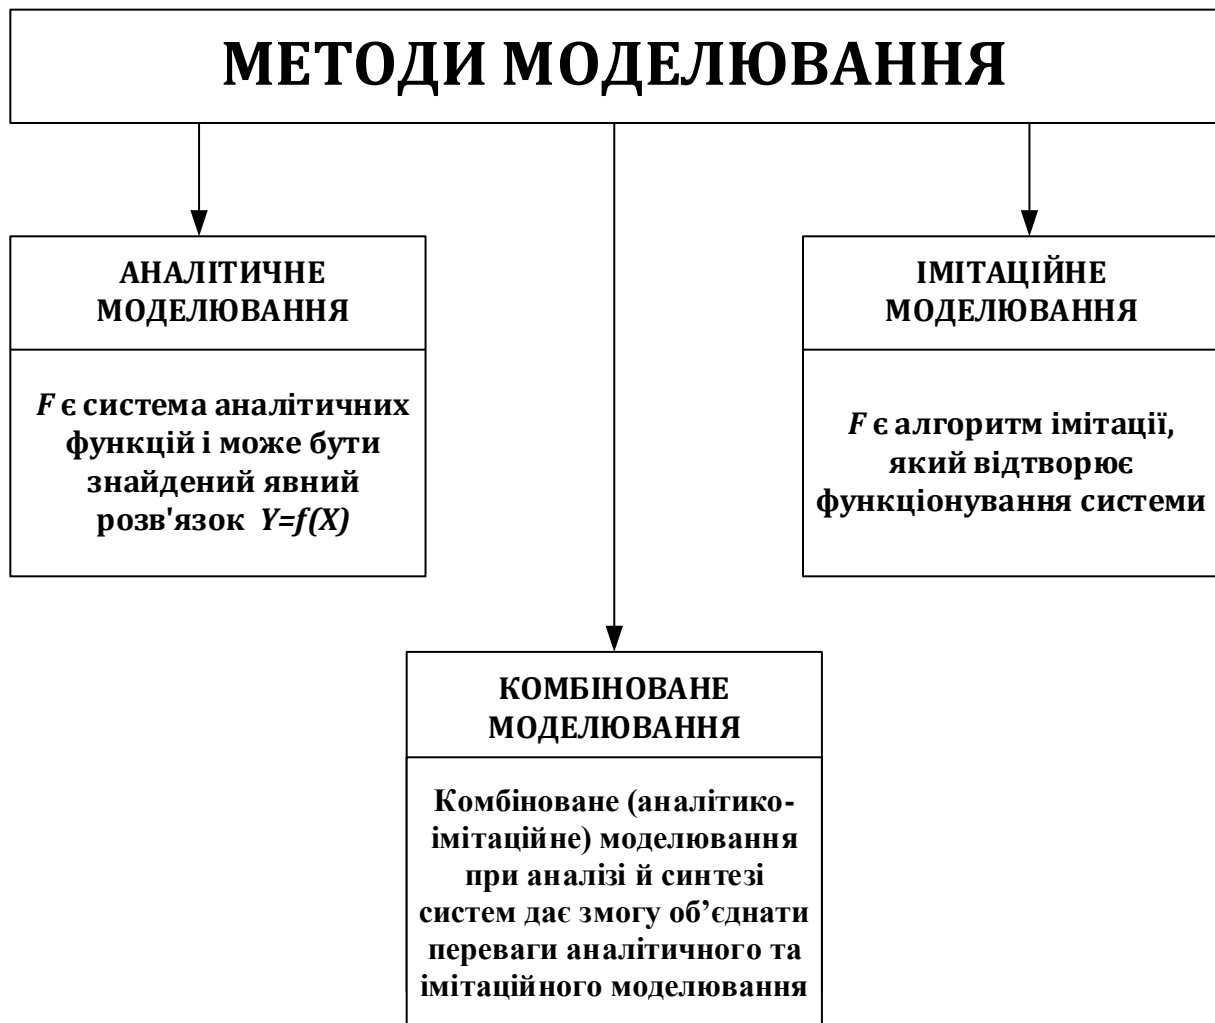 МЕТОДИ МОДЕЛЮВАННЯ
АНАЛІТИЧНЕ
МОДЕЛЮВАННЯ
F є система аналітичних
функцій і може бути
знайдений явний
розв'язок Y=f(X)
ІМІТАЦІЙНЕ
МОДЕЛЮВАННЯ
F є алгоритм імітації,
який відтворює
функціонування системи
КОМБІНОВАНЕ
МОДЕЛЮВАННЯ
Комбіноване (аналітико-
імітаційне) моделювання
при аналізі й синтезі
систем дає змогу об’єднати
переваги аналітичного та
імітаційного моделювання